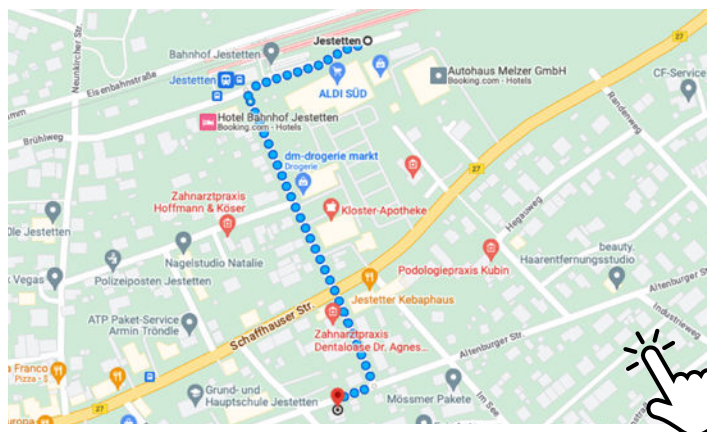 Neunkircher Str.
Bahnhof Jestetten
Jestetten
27
Jestetten
Eisenbahnstraße
ALDI SÜD
Autohaus Melzer GmbH
Booking.com - Hotels
CF-Service
Hotel Bahnhof Jestetten
Booking.com - Hotels
Randenweg
Brühlweg
dm-drogerie markt
Drogerie
27
Zahnarztpraxis
Hoffmann & Köser
Kloster-Apotheke
Hegauweg
Jestetten
Nagelstudio Natalie
Podologiepraxis Kubin
beauty.
Haarentfernungsstudio
Vegas
Polizeiposten Jestetten
Jestetter Kebaphaus
Altenburger Str.
Industrieweg
ATP Paket-Service
Armin Tröndle
Schaffhauser Str.
Zahnarztpraxis
Dentaloase Dr. Agnes...
Altenburger Str.
Franco
Pizza - $
Grund- und
Hauptschule Jestetten
Im See
Mössmer Pakete
27